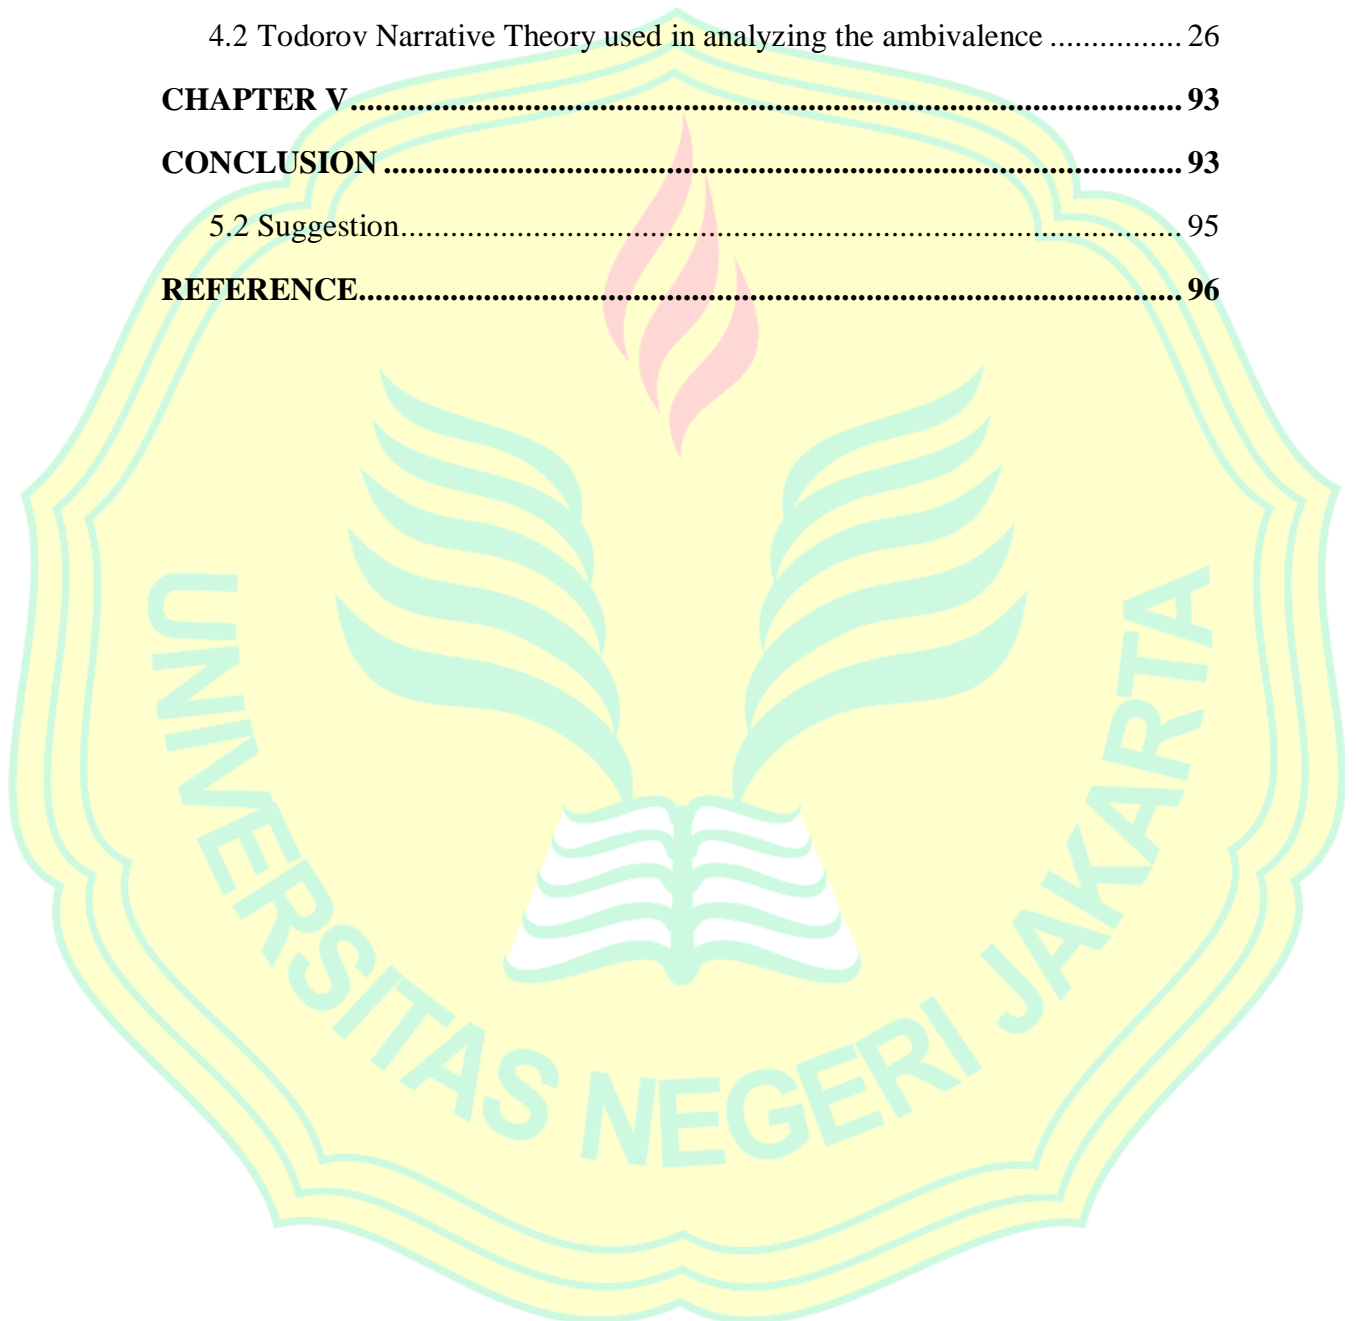 4.2 Todorov Narrative Theory used in analyzing the ambivalence ................ 26
CHAPTER V..................................................................................................... 93
CONCLUSION ................................................................................................. 93
5.2 Suggestion................................................................................................ 95
REFERENCE.................................................................................................... 96
UNIVERSITAS NEGERI JAKARTA